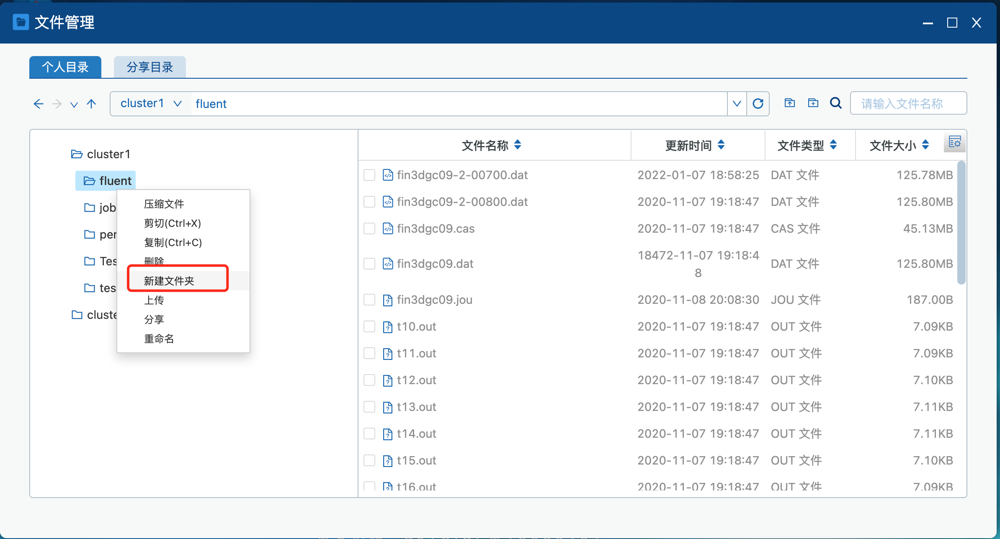 文件管理
个人目录
分享目录
cluster1
fluent
请输入文件名称
cluster1
fluent
job
per
Tes
tes
cluste
压缩文件
剪切(Ctrl+X)
复制(Ctrl+C)
删除
新建文件夹
上传
分享
重命名
文件名称 更新时间 文件类型 文件大小
fin3dgc09-2-00700.dat 2022-01-07 18:58:25 DAT 文件 125.78MB
fin3dgc09-2-00800.dat 2020-11-07 19:18:47 DAT 文件 125.80MB
fin3dgc09.cas 2020-11-07 19:18:47 CAS 文件 45.13MB
fin3dgc09.dat 18472-11-07 19:18:4
8 DAT 文件 125.80MB
fin3dgc09.jou 2020-11-08 20:08:30 JOU 文件 187.00B
t10.out 2020-11-07 19:18:47 OUT 文件 7.09KB
t11.out 2020-11-07 19:18:47 OUT 文件 7.09KB
t12.out 2020-11-07 19:18:47 OUT 文件 7.10KB
t13.out 2020-11-07 19:18:47 OUT 文件 7.11KB
t14.out 2020-11-07 19:18:47 OUT 文件 7.11KB
t15.out 2020-11-07 19:18:47 OUT 文件 7.10KB
t16.out 2020-11-07 19:18:47 OUT 文件 7.09KB